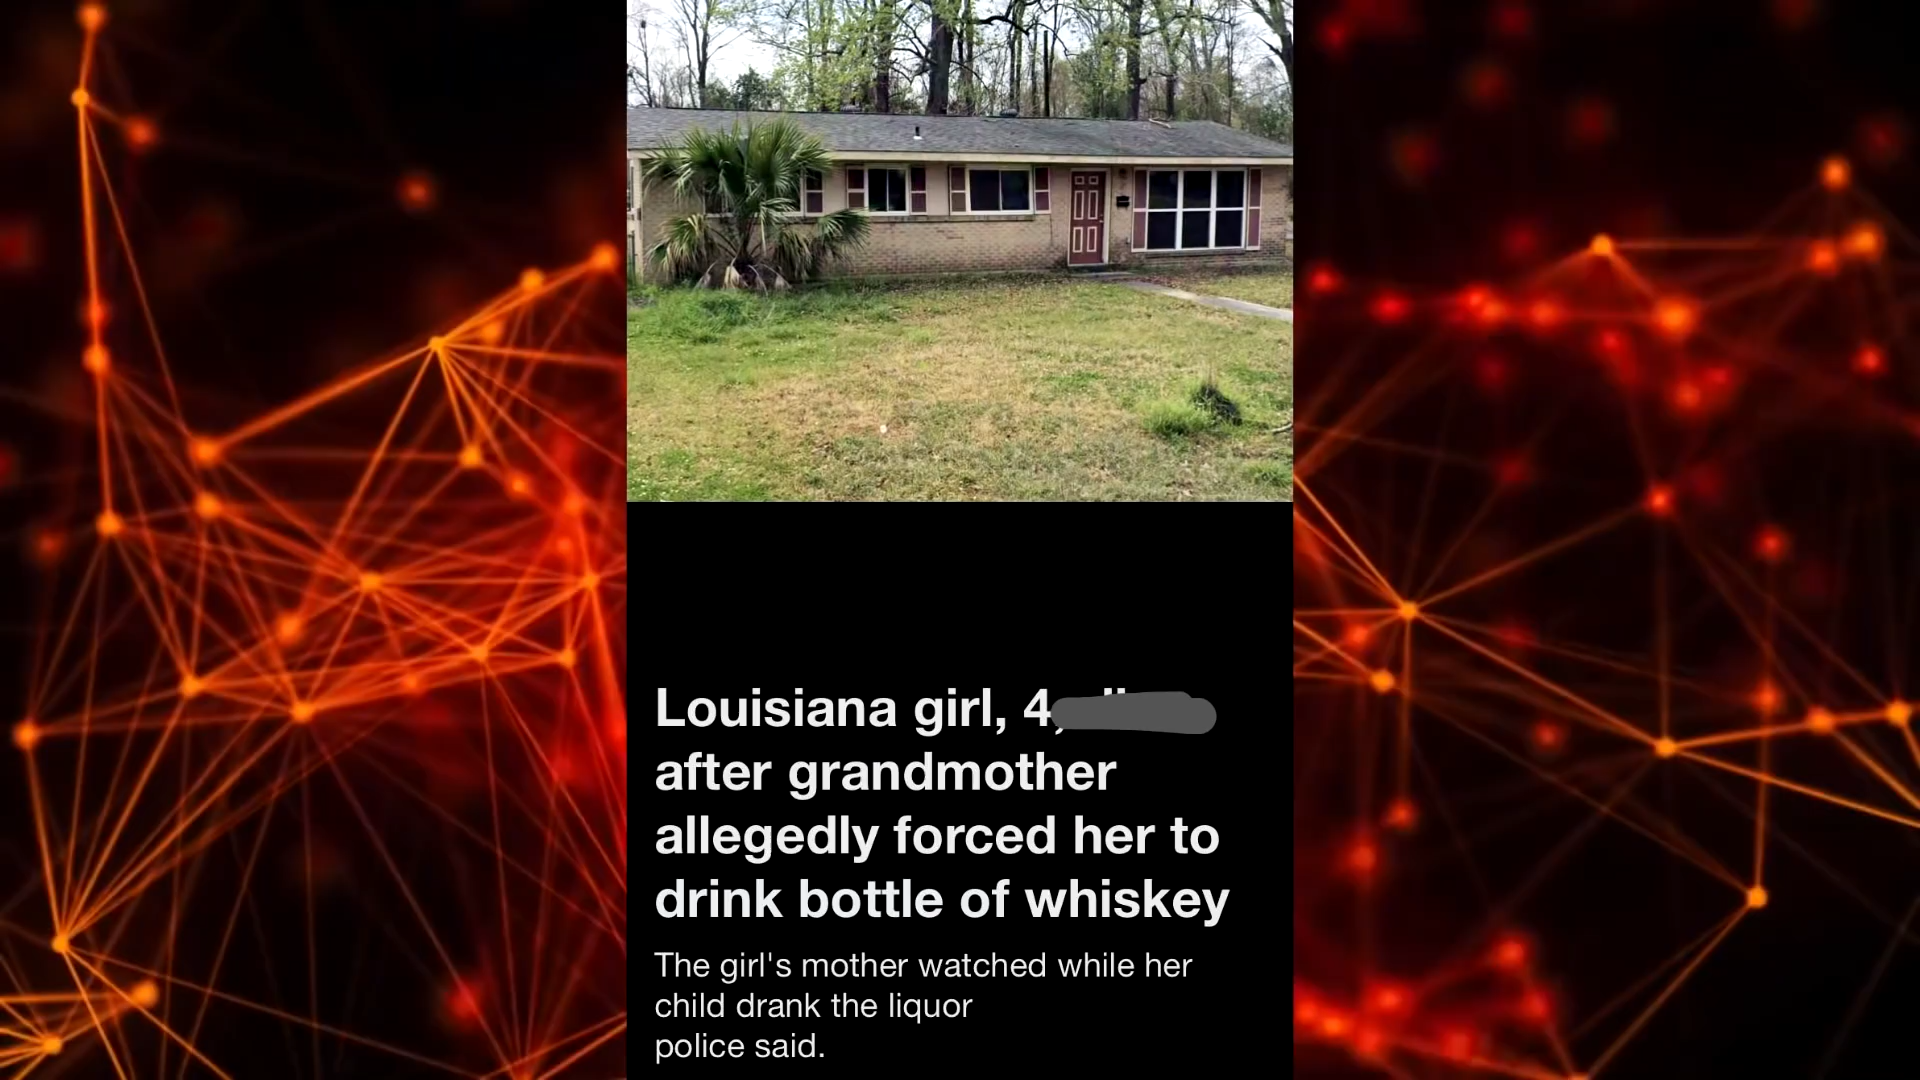 Louisiana girl, 4,
after grandmother
allegedly forced her to
drink bottle of whiskey
The girl's mother watched while her
child drank the liquor
police said.